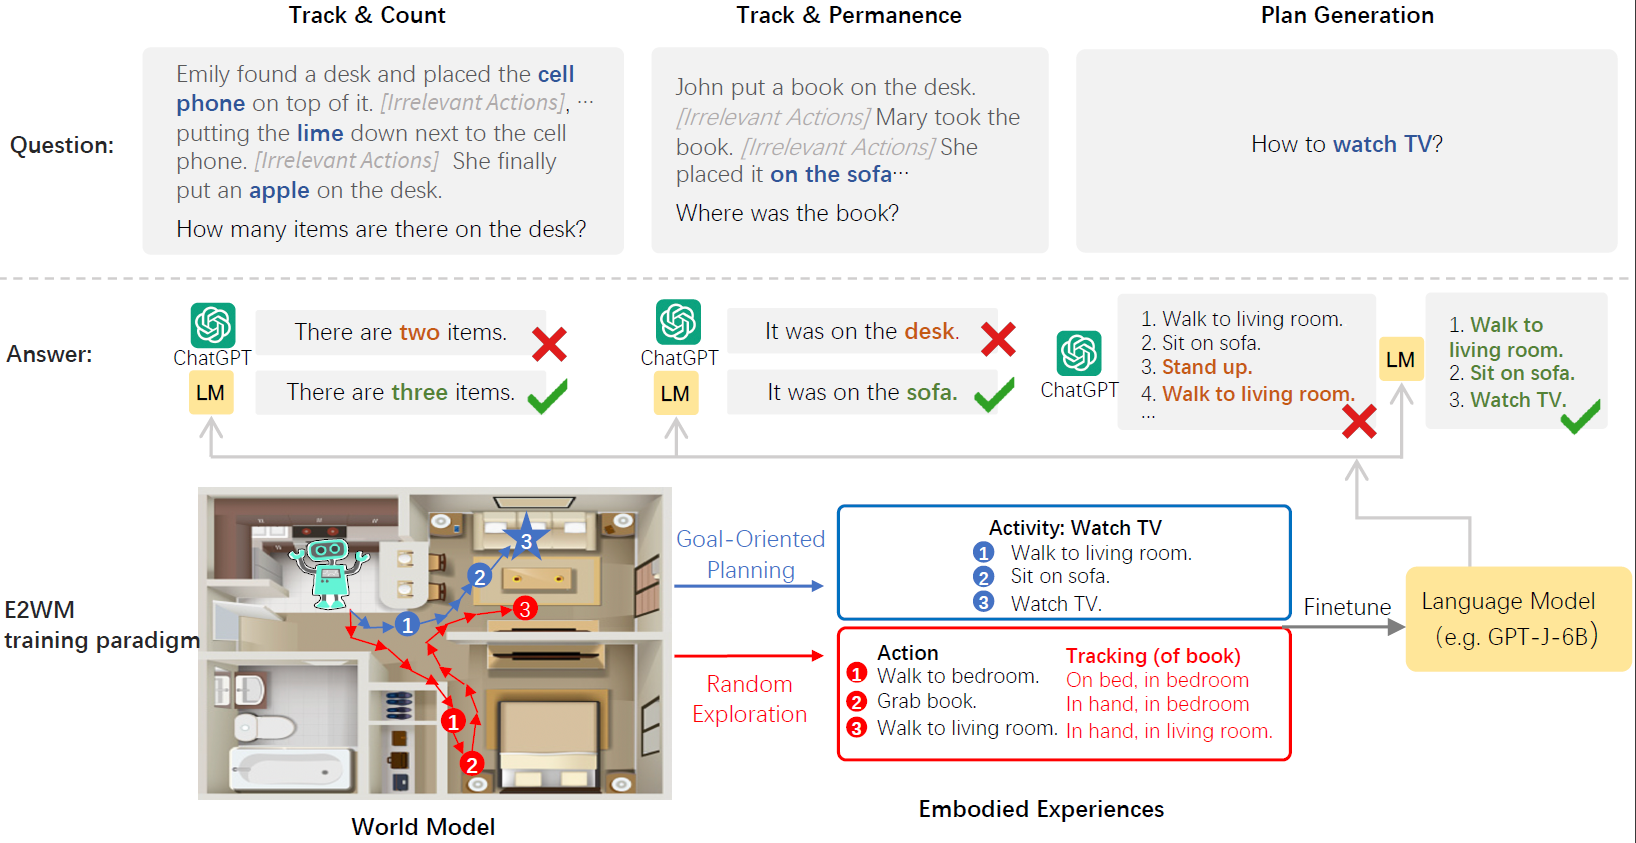 Track & Count
Track & Permanence
Plan Generation
Question:
Emily found a desk and placed the cell
phone on top of it. [Irrelevant Actions], ...
putting the lime down next to the cell
phone. [Irrelevant Actions] She finally
put an apple on the desk.
How many items are there on the desk?
John put a book on the desk.
[Irrelevant Actions] Mary took the
book. [Irrelevant Actions] She
placed it on the sofa...
Where was the book?
How to watch TV?
Answer:
ChatGPT
There are two items.
LM
There are three items.
ChatGPT
It was on the desk.
LM
It was on the sofa.
ChatGPT
1. Walk to living room.
2. Sit on sofa.
3. Stand up.
4. Walk to living room.
...
LM
1. Walk to
living room.
2. Sit on sofa.
3. Watch TV.
E2WM
training paradigm
1
2
3
1
2
3
World Model
Goal-Oriented
Planning
Random
Exploration
Activity: Watch TV
1 Walk to living room.
2 Sit on sofa.
3 Watch TV.
Action Tracking (of book)
1 Walk to bedroom. On bed, in bedroom
2 Grab book. In hand, in bedroom
3 Walk to living room. In hand, in living room.
Embodied Experiences
Finetune
Language Model
(e.g. GPT-J-6B)